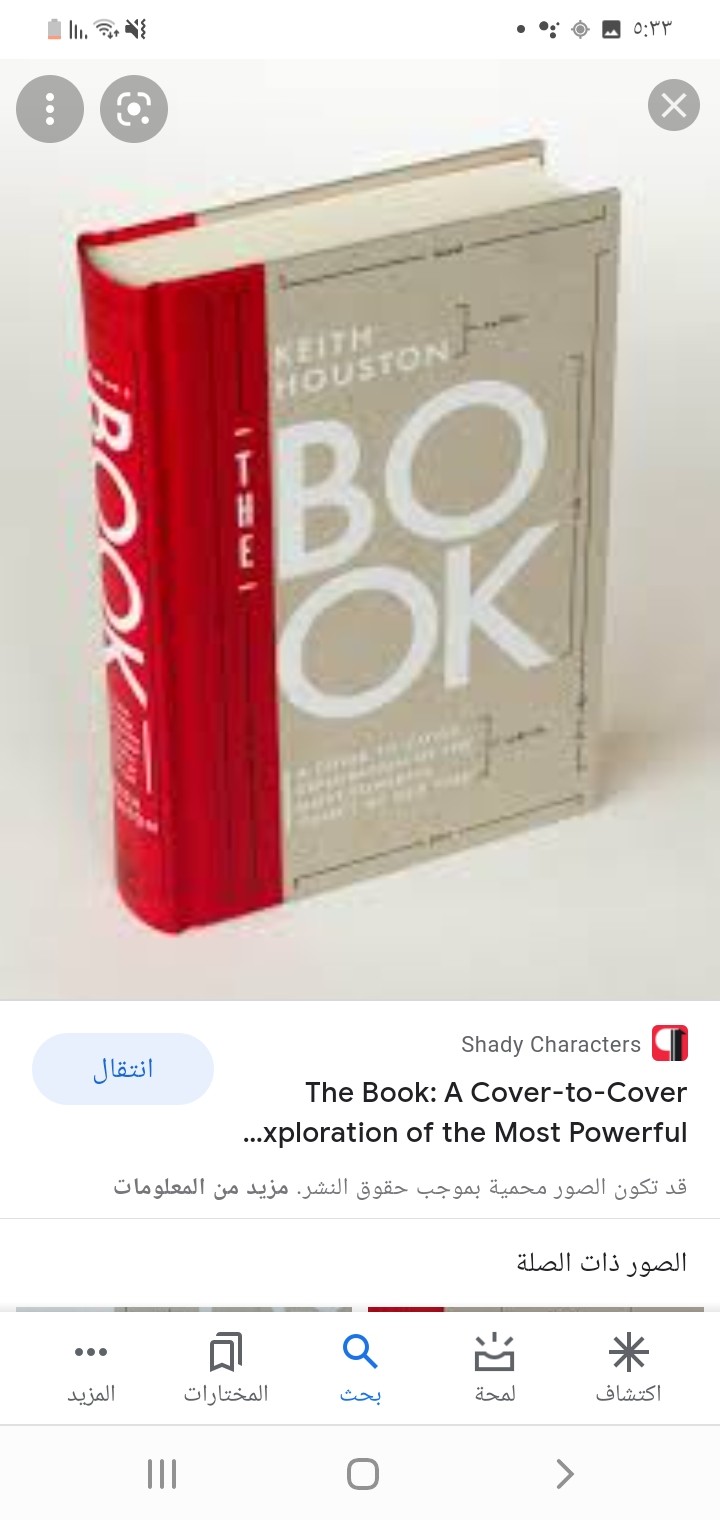 ٥:٣٣
KEITH
HOUSTON
THE
BO
OK
BOOK
Shady Characters
انتقال
The Book: A Cover-to-Cover
...xploration of the Most Powerful
قد تكون الصور محمية بموجب حقوق النشر. مزيد من المعلومات
الصور ذات الصلة
اكتشاف
لمحة
بحث
المختارات
المزيد